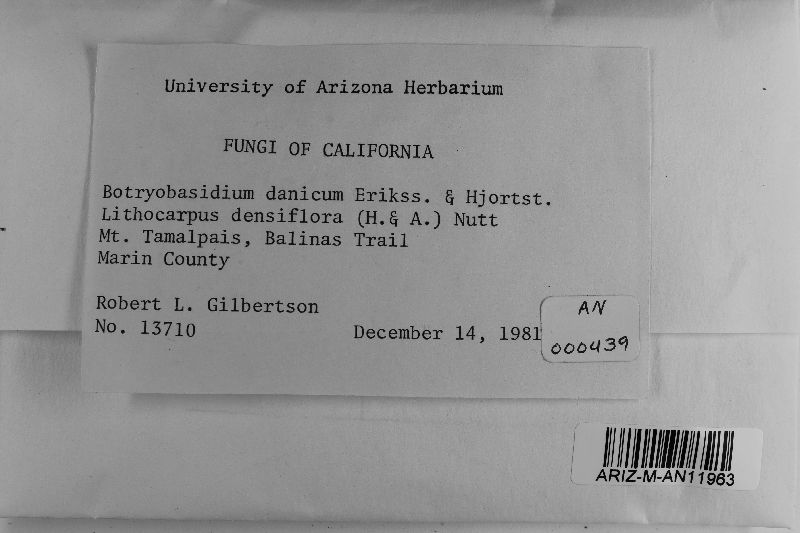 University of Arizona Herbarium
FUNGI OF CALIFORNIA
Botryobasidium danicum Erikss. & Hjortst.
Lithocarpus densiflora (H.& A.) Nutt
Mt. Tamalpais, Balinas Trail
Marin County
Robert L. Gilbertson
No. 13710
December 14, 1981
AN
000439
ARIZ-M-AN11963